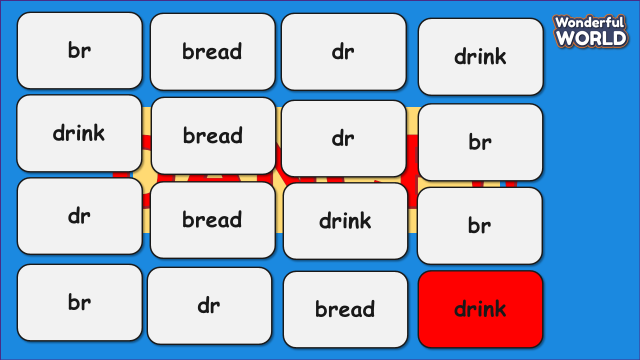 br bread dr drink
Wonderful
WORLD
drink bread dr br
dr bread drink br
br dr bread drink